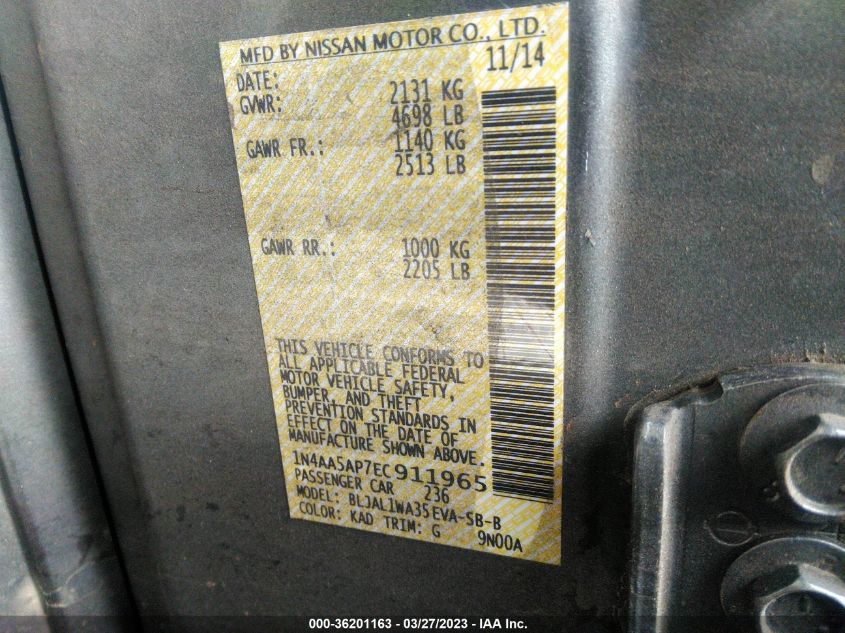 MFD BY NISSAN MOTOR CO., LTD.
DATE: 11/14
GVWR: 2131 KG
4698 LB
GAWR FR.: 1140 KG
2513 LB
GAWR RR.: 1000 KG
2205 LB
THIS VEHICLE CONFORMS TO
ALL APPLICABLE FEDERAL
MOTOR VEHICLE SAFETY,
BUMPER, AND THEFT
PREVENTION STANDARDS IN
EFFECT ON THE DATE OF
MANUFACTURE SHOWN ABOVE.
1N4AA5AP7EC911965
PASSENGER CAR 236
MODEL: BLJAL1WA35EVA-SB-B
COLOR: KAD TRIM: G 9N00A
000-36201163 - 03/27/2023 - IAA Inc.